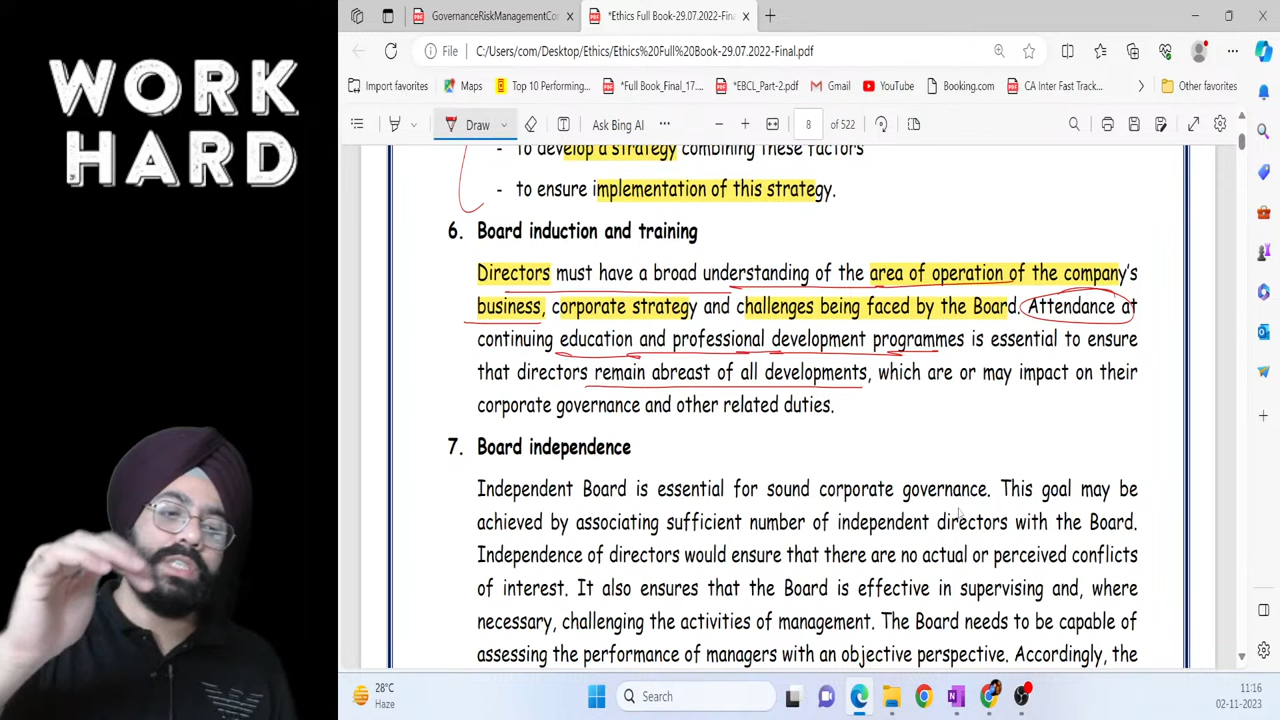 WORK
HARD
GovernanceRiskManagementCo
*Ethics Full Book-29.07.2022-Fina
File
C:/Users/com/Desktop/Ethics/Ethics%20Full%20Book-29.07.2022-Final.pdf
Import favorites
Maps
Top 10 Performing...
*Full Book_Final_17...
*EBCL_Part-2.pdf
Gmail
YouTube
Booking.com
CA Inter Fast Track...
Other favorites
Draw
Ask Bing AI
8
of 522
- to develop a strategy combining these factors
- to ensure implementation of this strategy.
6. Board induction and training
Directors must have a broad understanding of the area of operation of the company's
business, corporate strategy and challenges being faced by the Board. Attendance at
continuing education and professional development programmes is essential to ensure
that directors remain abreast of all developments, which are or may impact on their
corporate governance and other related duties.
7. Board independence
Independent Board is essential for sound corporate governance. This goal may be
achieved by associating sufficient number of independent directors with the Board.
Independence of directors would ensure that there are no actual or perceived conflicts
of interest. It also ensures that the Board is effective in supervising and, where
necessary, challenging the activities of management. The Board needs to be capable of
assessing the performance of managers with an objective perspective. Accordingly, the
28°C
Haze
Search
11:16
02-11-2023